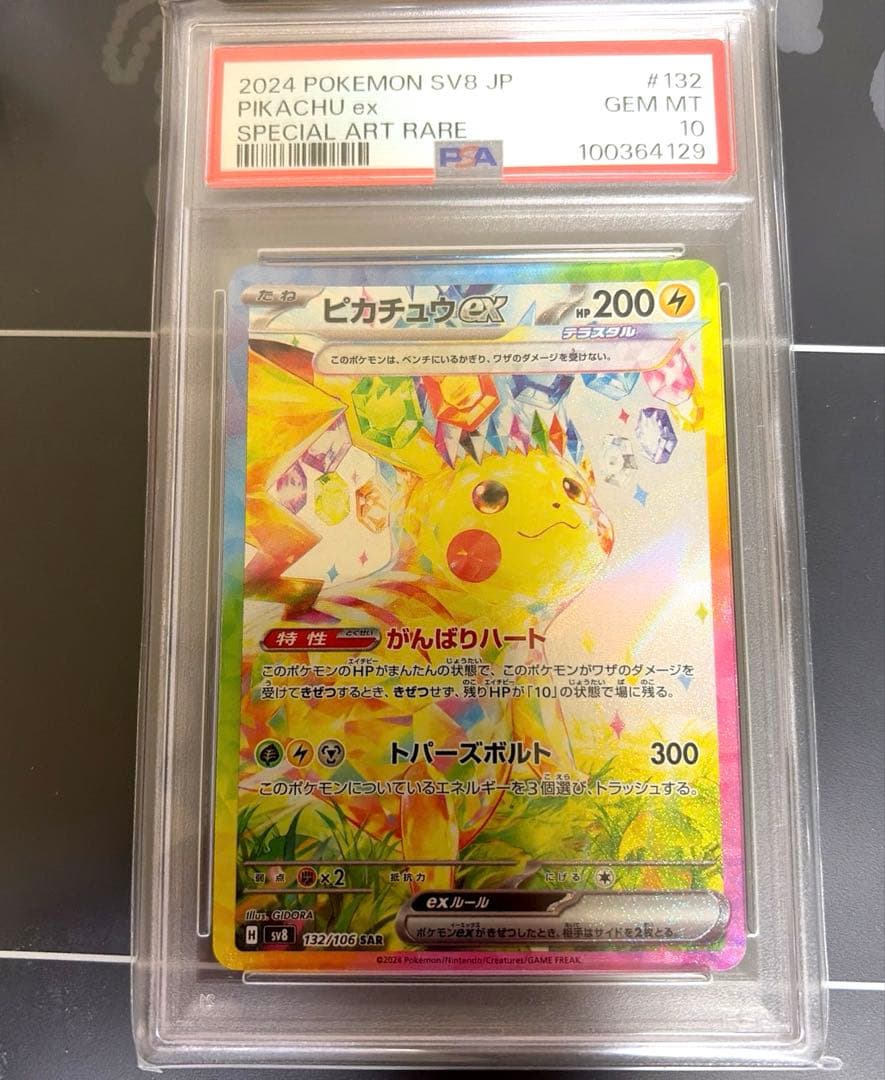 2024 POKEMON SV8 JP #132
PIKACHU ex GEM MT
SPECIAL ART RARE 10
PSA 100364129
たね ピカチュウex HP200
テラスタル
このポケモンは、ベンチにいるかぎり、ワザのダメージを受けない。
特性 とくせい がんばりハート
このポケモンのHPがまんたんの状態で、このポケモンがワザのダメージを
受けてきぜつするとき、きぜつせず、残りHPが「10」の状態で場に残る。
トパーズボルト 300
このポケモンについているエネルギーを3個選び、トラッシュする。
弱点 ×2 抵抗力 にげる
exルール
ポケモンexがきぜつしたとき、相手はサイドを2枚とる。
Illus. GIDORA
H sv8 132/106 SAR
©2024 Pokémon/Nintendo/Creatures/GAME FREAK.